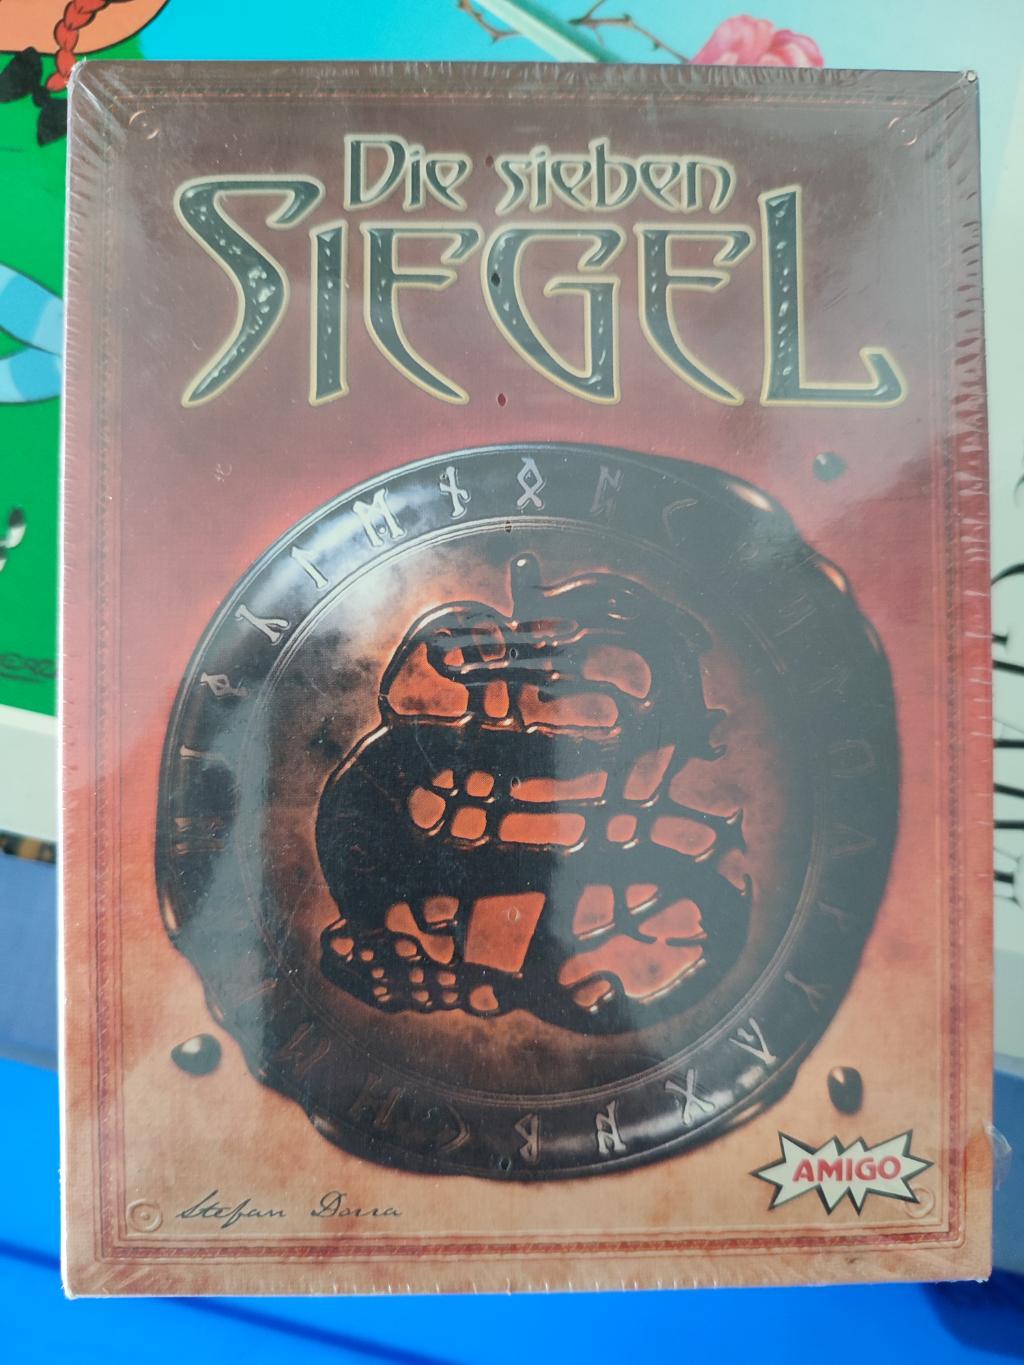 Die sieben
SIEGEL
AMIGO
Stefan Dorra